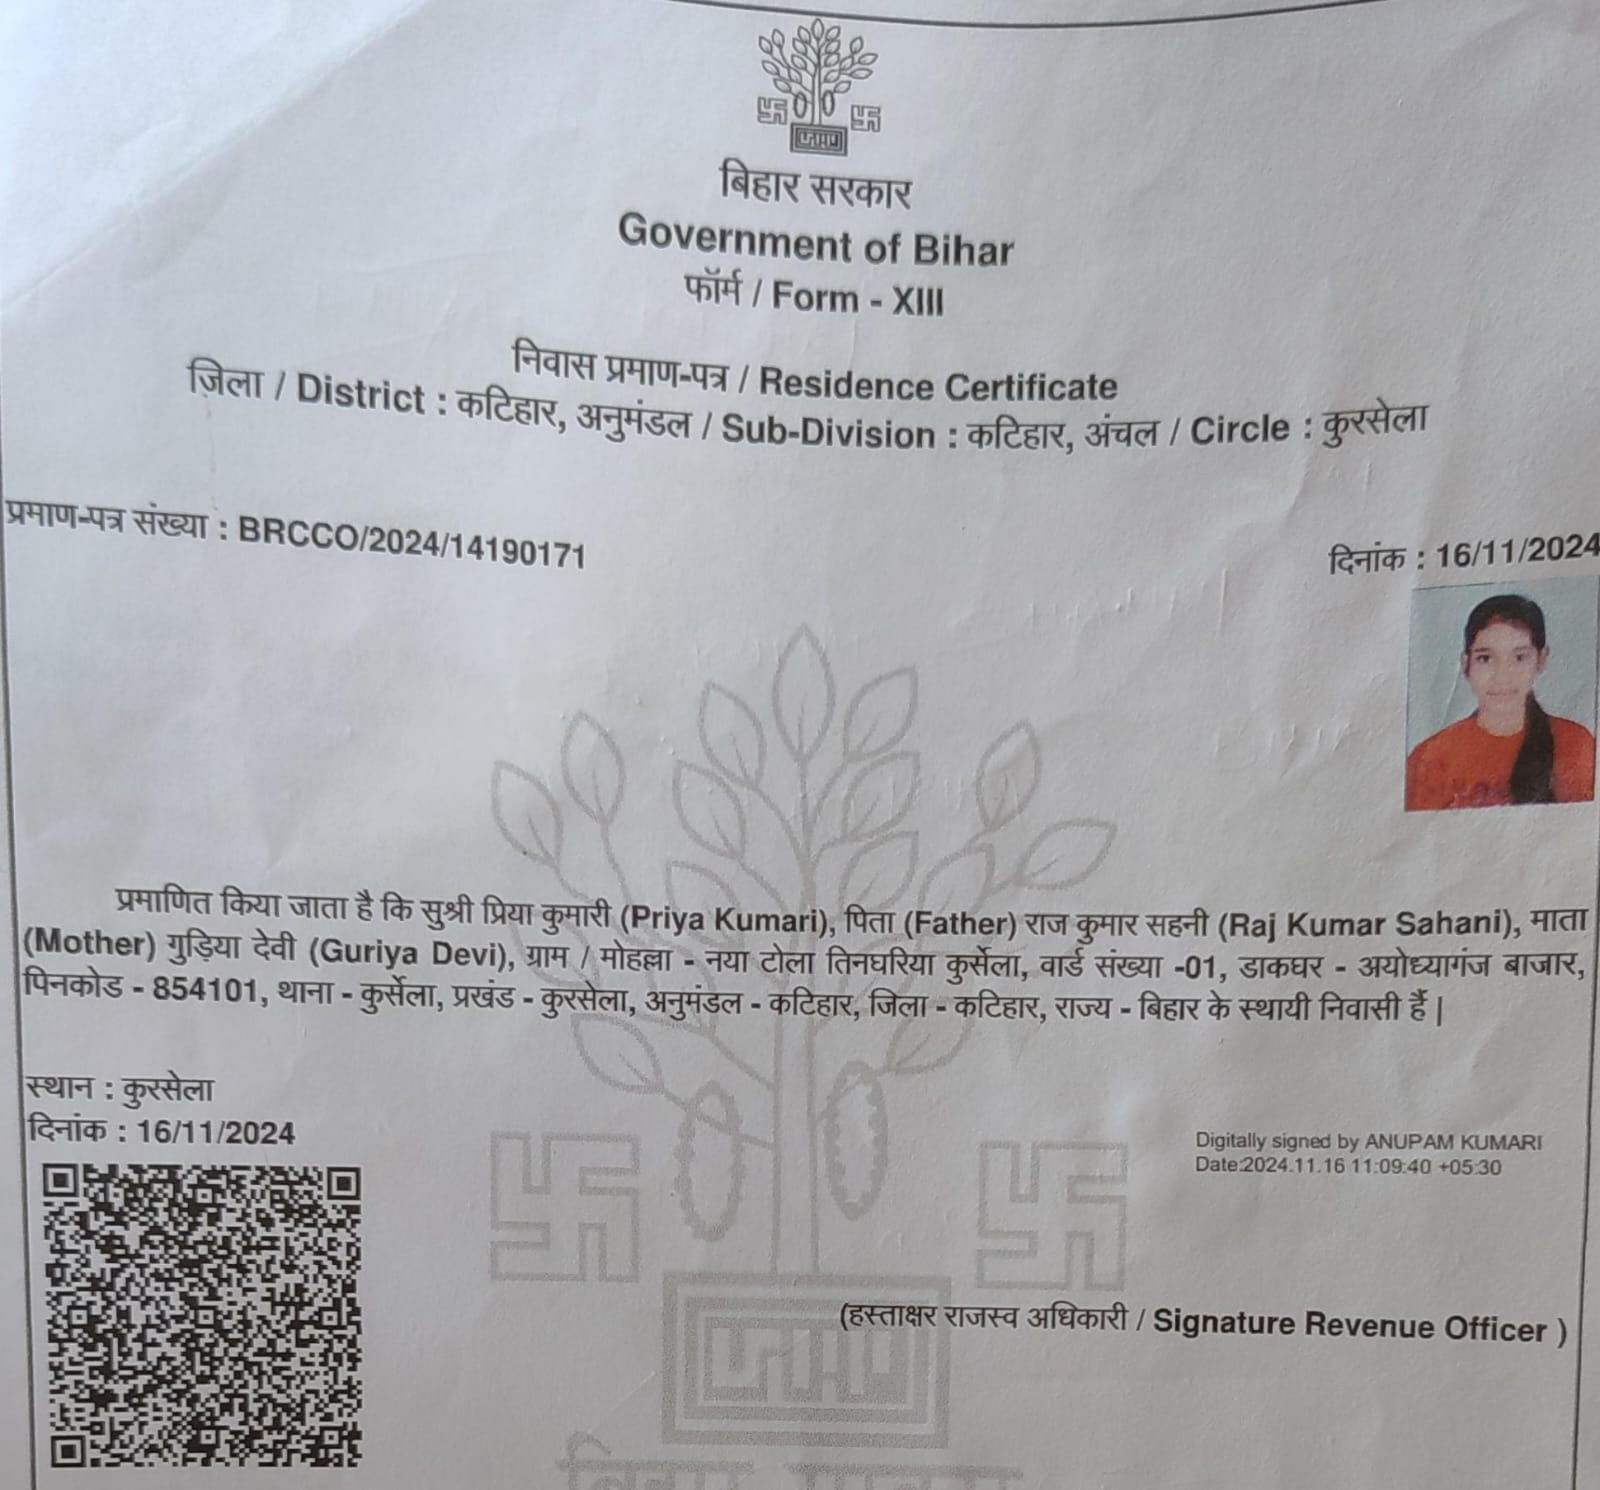 बिहार सरकार
Government of Bihar
फॉर्म / Form - XIII
निवास प्रमाण-पत्र / Residence Certificate
ज़िला / District : कटिहार, अनुमंडल / Sub-Division : कटिहार, अंचल / Circle : कुरसेला
प्रमाण-पत्र संख्या : BRCCO/2024/14190171
दिनांक : 16/11/2024
प्रमाणित किया जाता है कि सुश्री प्रिया कुमारी (Priya Kumari), पिता (Father) राज कुमार सहनी (Raj Kumar Sahani), माता
(Mother) गुड़िया देवी (Guriya Devi), ग्राम / मोहल्ला - नया टोला तिनघरिया कुर्सेला, वार्ड संख्या -01, डाकघर - अयोध्यागंज बाजार,
पिनकोड - 854101, थाना - कुर्सेला, प्रखंड - कुरसेला, अनुमंडल - कटिहार, जिला - कटिहार, राज्य - बिहार के स्थायी निवासी हैं |
स्थान : कुरसेला
दिनांक : 16/11/2024
Digitally signed by ANUPAM KUMARI
Date:2024.11.16 11:09:40 +05:30
(हस्ताक्षर राजस्व अधिकारी / Signature Revenue Officer )